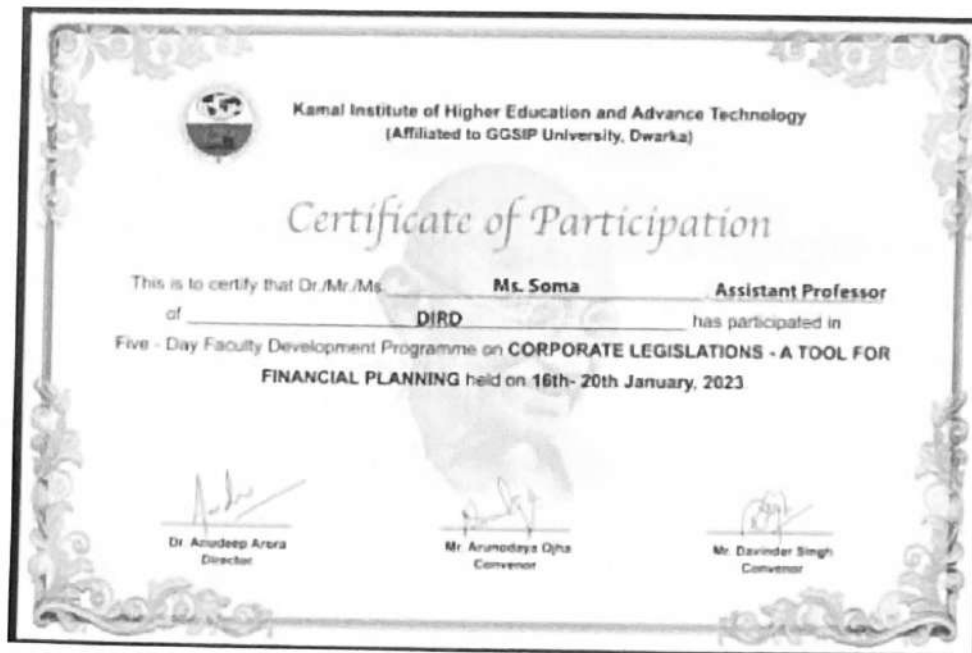 Kamal Institute of Higher Education and Advance Technology
(Affiliated to GGSIP University, Dwarka)
Certificate of Participation
This is to certify that Dr./Mr./Ms. Ms. Soma Assistant Professor
of DIRD has participated in
Five - Day Faculty Development Programme on CORPORATE LEGISLATIONS - A TOOL FOR
FINANCIAL PLANNING held on 16th- 20th January, 2023
Dr. Anudeep Arora
Director
Mr. Arunodaya Ojha
Convenor
Mr. Davinder Singh
Convenor